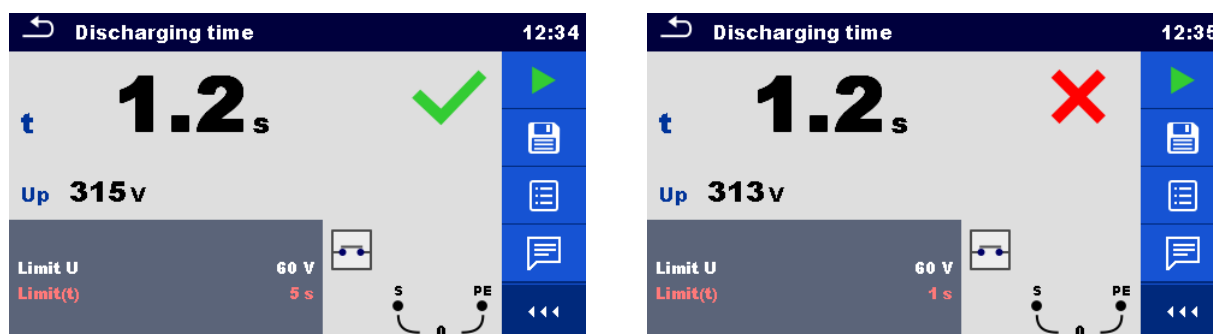 Discharging time 12:34
t 1.2 s
Up 315 V
Limit U 60 V
Limit(t) 5 s
S PE
Discharging time 12:35
t 1.2 s
Up 313 V
Limit U 60 V
Limit(t) 1 s
S PE